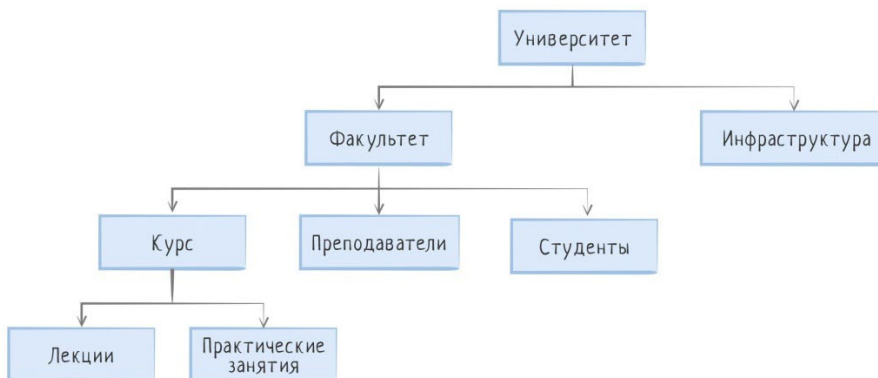 Университет
Факультет
Инфраструктура
Курс
Преподаватели
Студенты
Лекции
Практические
занятия